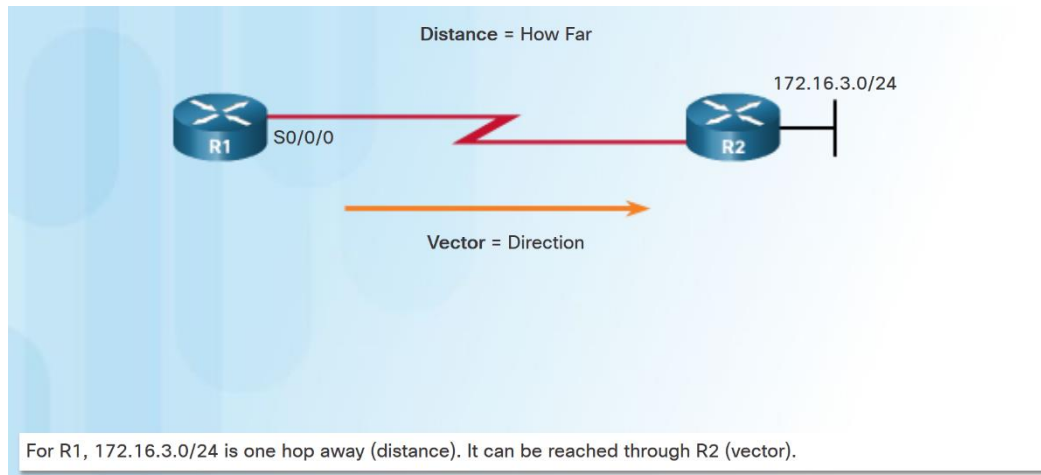 Distance = How Far
172.16.3.0/24
S0/0/0
R1
R2
Vector = Direction
For R1, 172.16.3.0/24 is one hop away (distance). It can be reached through R2 (vector).